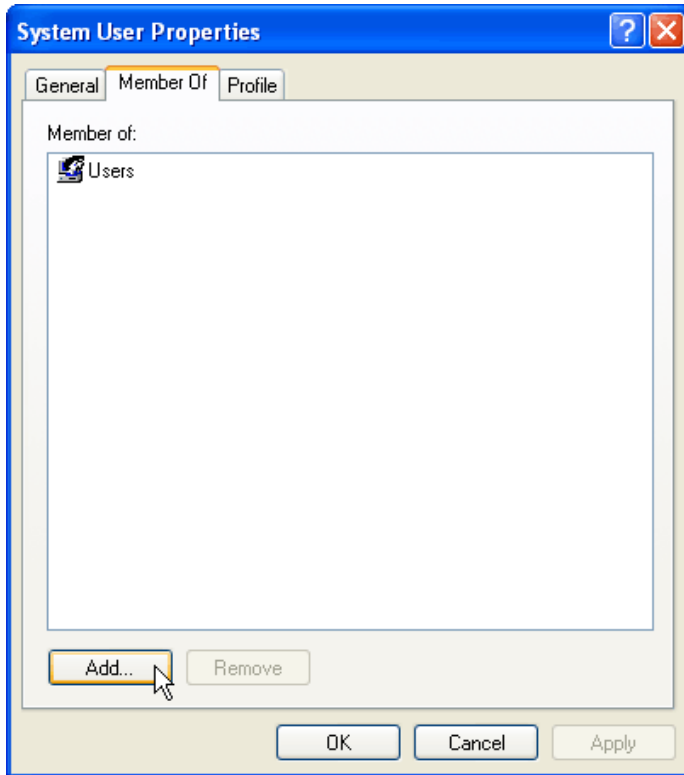 System User Properties
General Member Of Profile
Member of:
Users
Add... Remove
OK Cancel Apply